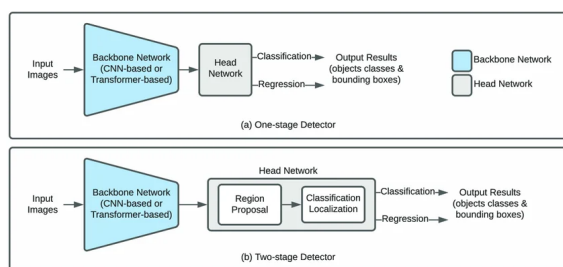 Input
Images
Backbone Network
(CNN-based or
Transformer-based)
Head
Network
Classification
Regression
Output Results
(objects classes &
bounding boxes)
Backbone Network
Head Network
(a) One-stage Detector
Input
Images
Backbone Network
(CNN-based or
Transformer-based)
Head Network
Region
Proposal
Classification
Localization
Classification
Regression
Output Results
(objects classes &
bounding boxes)
(b) Two-stage Detector